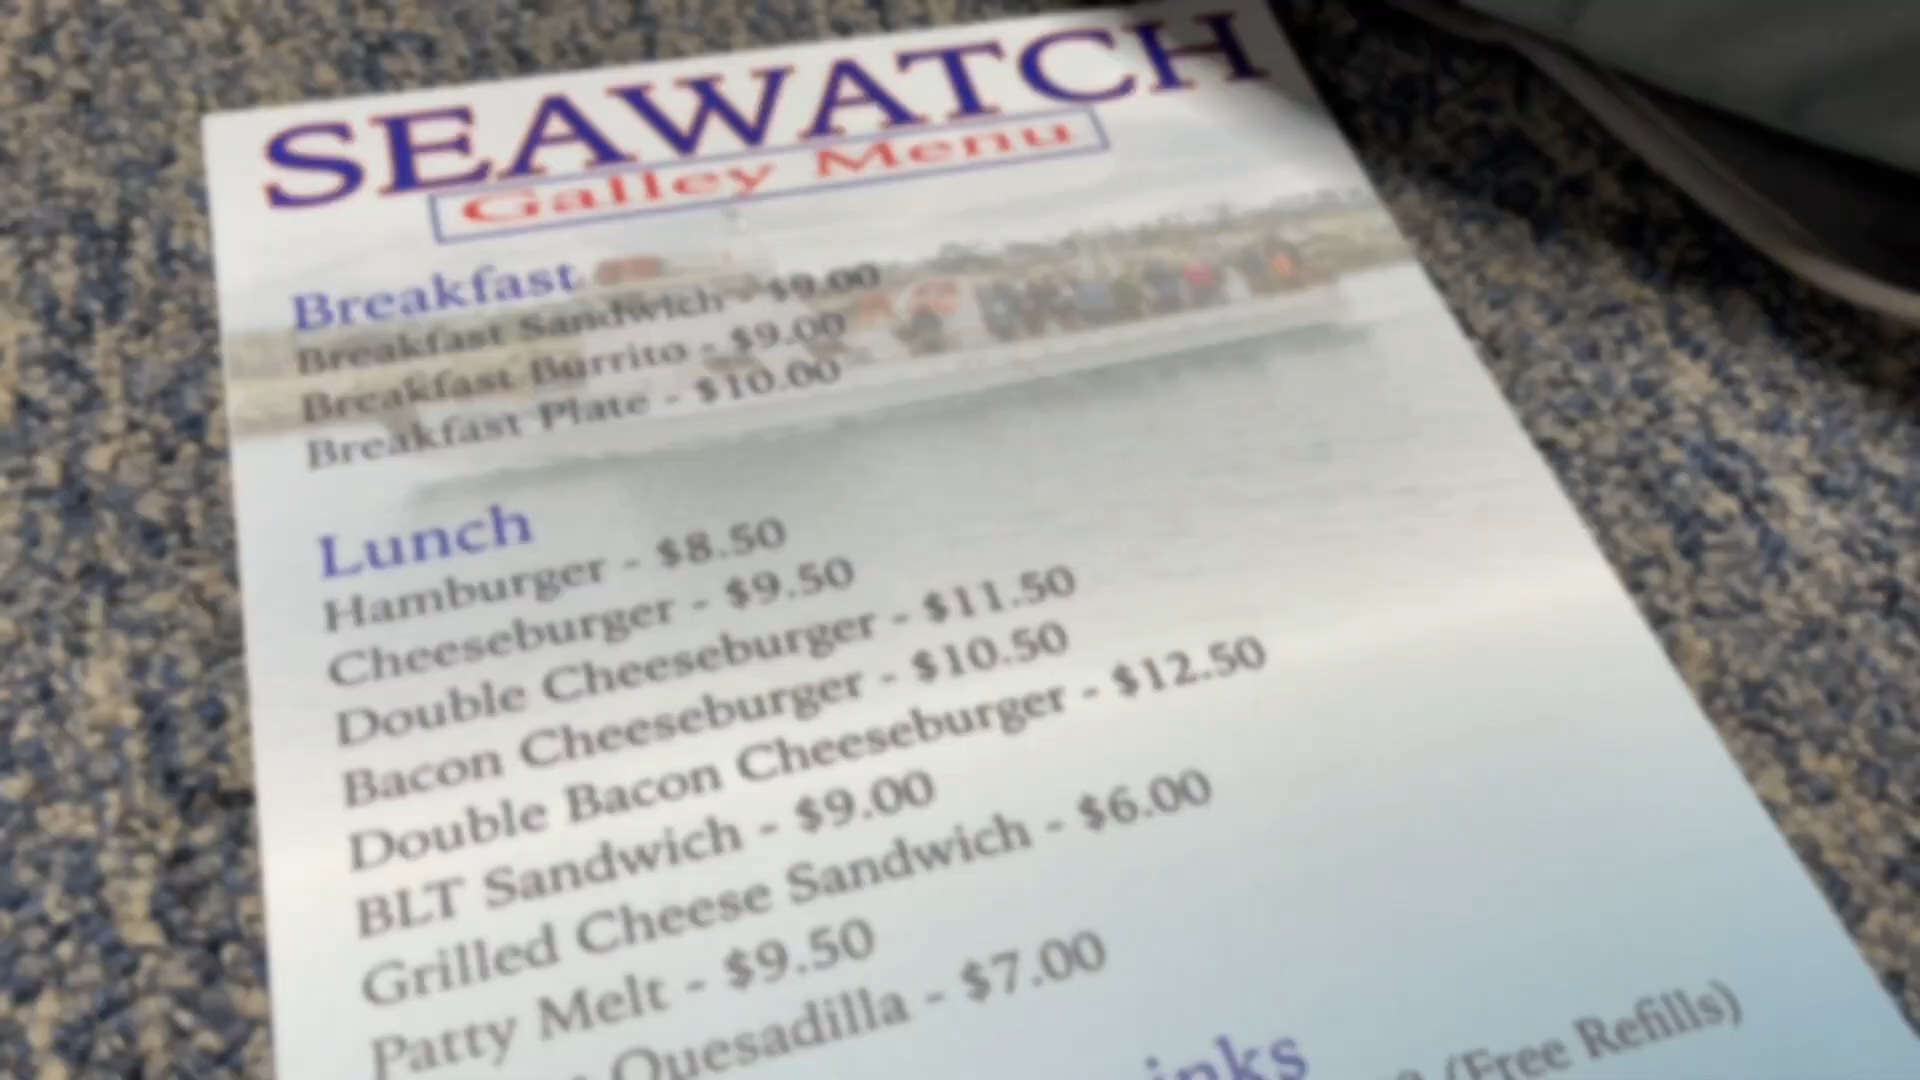 SEAWATCH
Galley Menu
Breakfast
Breakfast Sandwich - $9.00
Breakfast Burrito - $9.00
Breakfast Plate - $10.00
Lunch
Hamburger - $8.50
Cheeseburger - $9.50
Double Cheeseburger - $11.50
Bacon Cheeseburger - $10.50
Double Bacon Cheeseburger - $12.50
BLT Sandwich - $9.00
Grilled Cheese Sandwich - $6.00
Patty Melt - $9.50
Quesadilla - $7.00
(Free Refills)